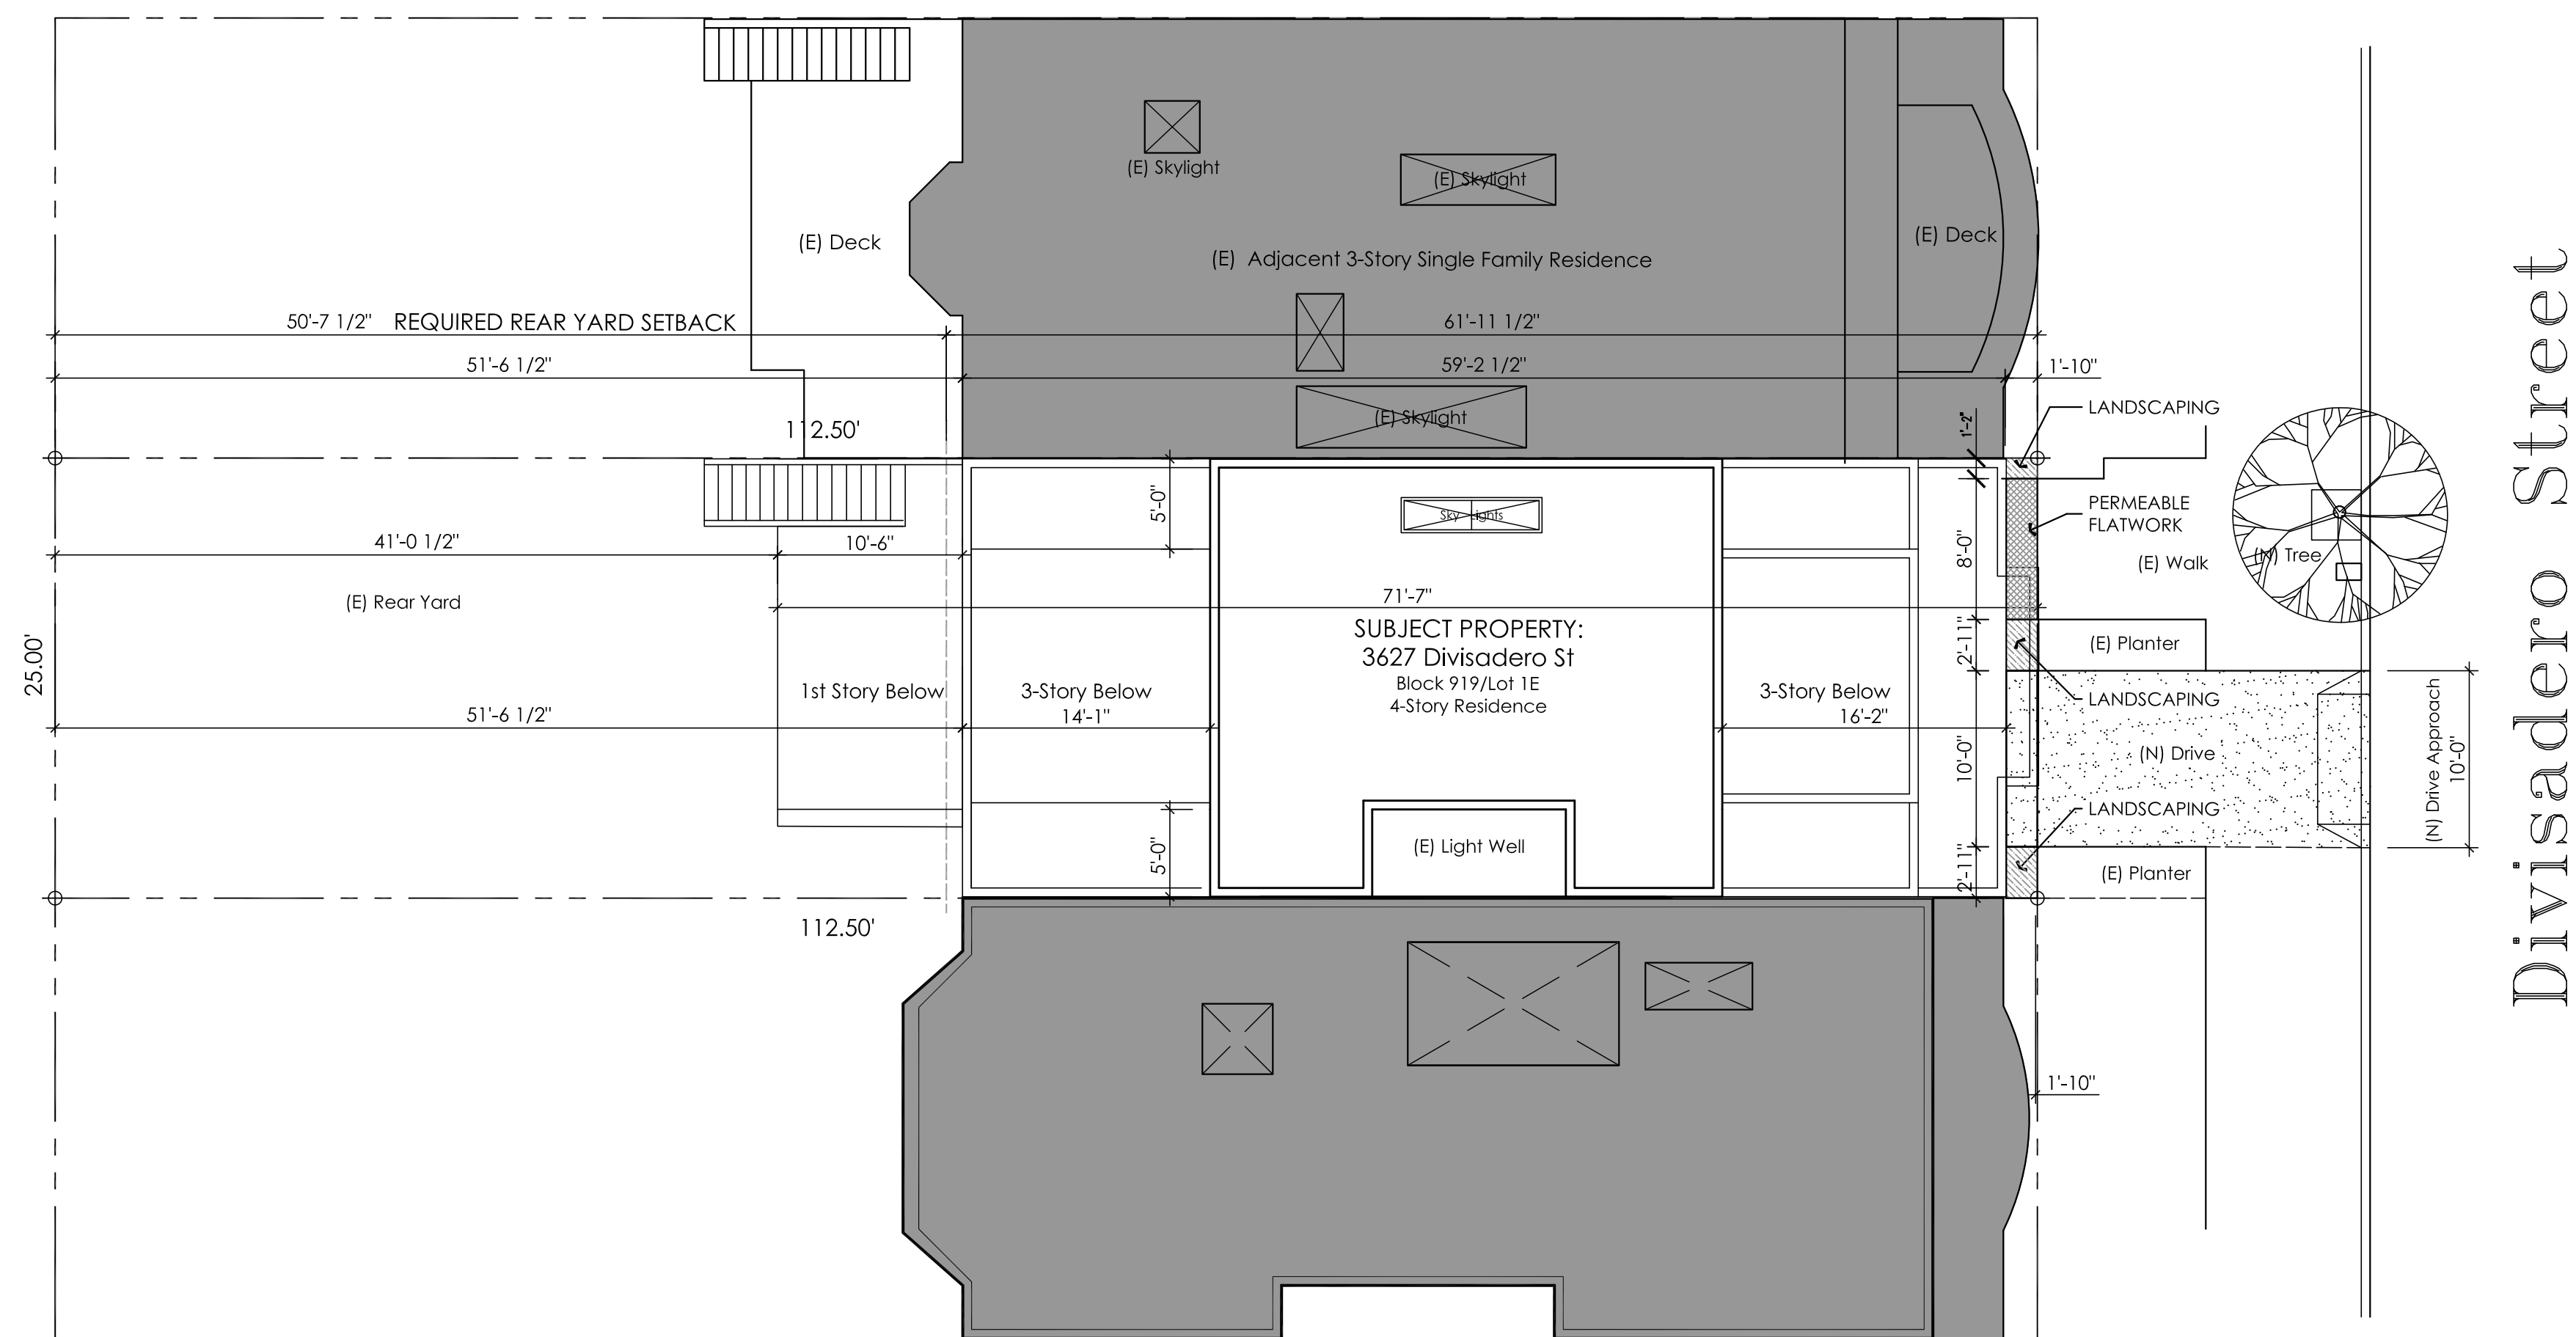 (E) Skylight
(E) Skylight
(E) Deck
(E) Deck
(E) Adjacent 3-Story Single Family Residence
50'-7 1/2" REQUIRED REAR YARD SETBACK
61'-11 1/2"
51'-6 1/2"
59'-2 1/2"
1'-10"
(E) Skylight
112.50'
1'-2"
LANDSCAPING
5'-0"
Sky Lights
PERMEABLE
FLATWORK
41'-0 1/2"
10'-6"
8'-0"
(E) Walk
(N) Tree
(E) Rear Yard
71'-7"
25.00'
SUBJECT PROPERTY:
3627 Divisadero St
Block 919/Lot 1E
4-Story Residence
2'-11"
(E) Planter
1st Story Below
3-Story Below
14'-1"
3-Story Below
16'-2"
LANDSCAPING
51'-6 1/2"
10'-0"
(N) Drive
(N) Drive Approach
10'-0"
LANDSCAPING
5'-0"
(E) Light Well
2'-11"
(E) Planter
112.50'
1'-10"
Divisadero Street